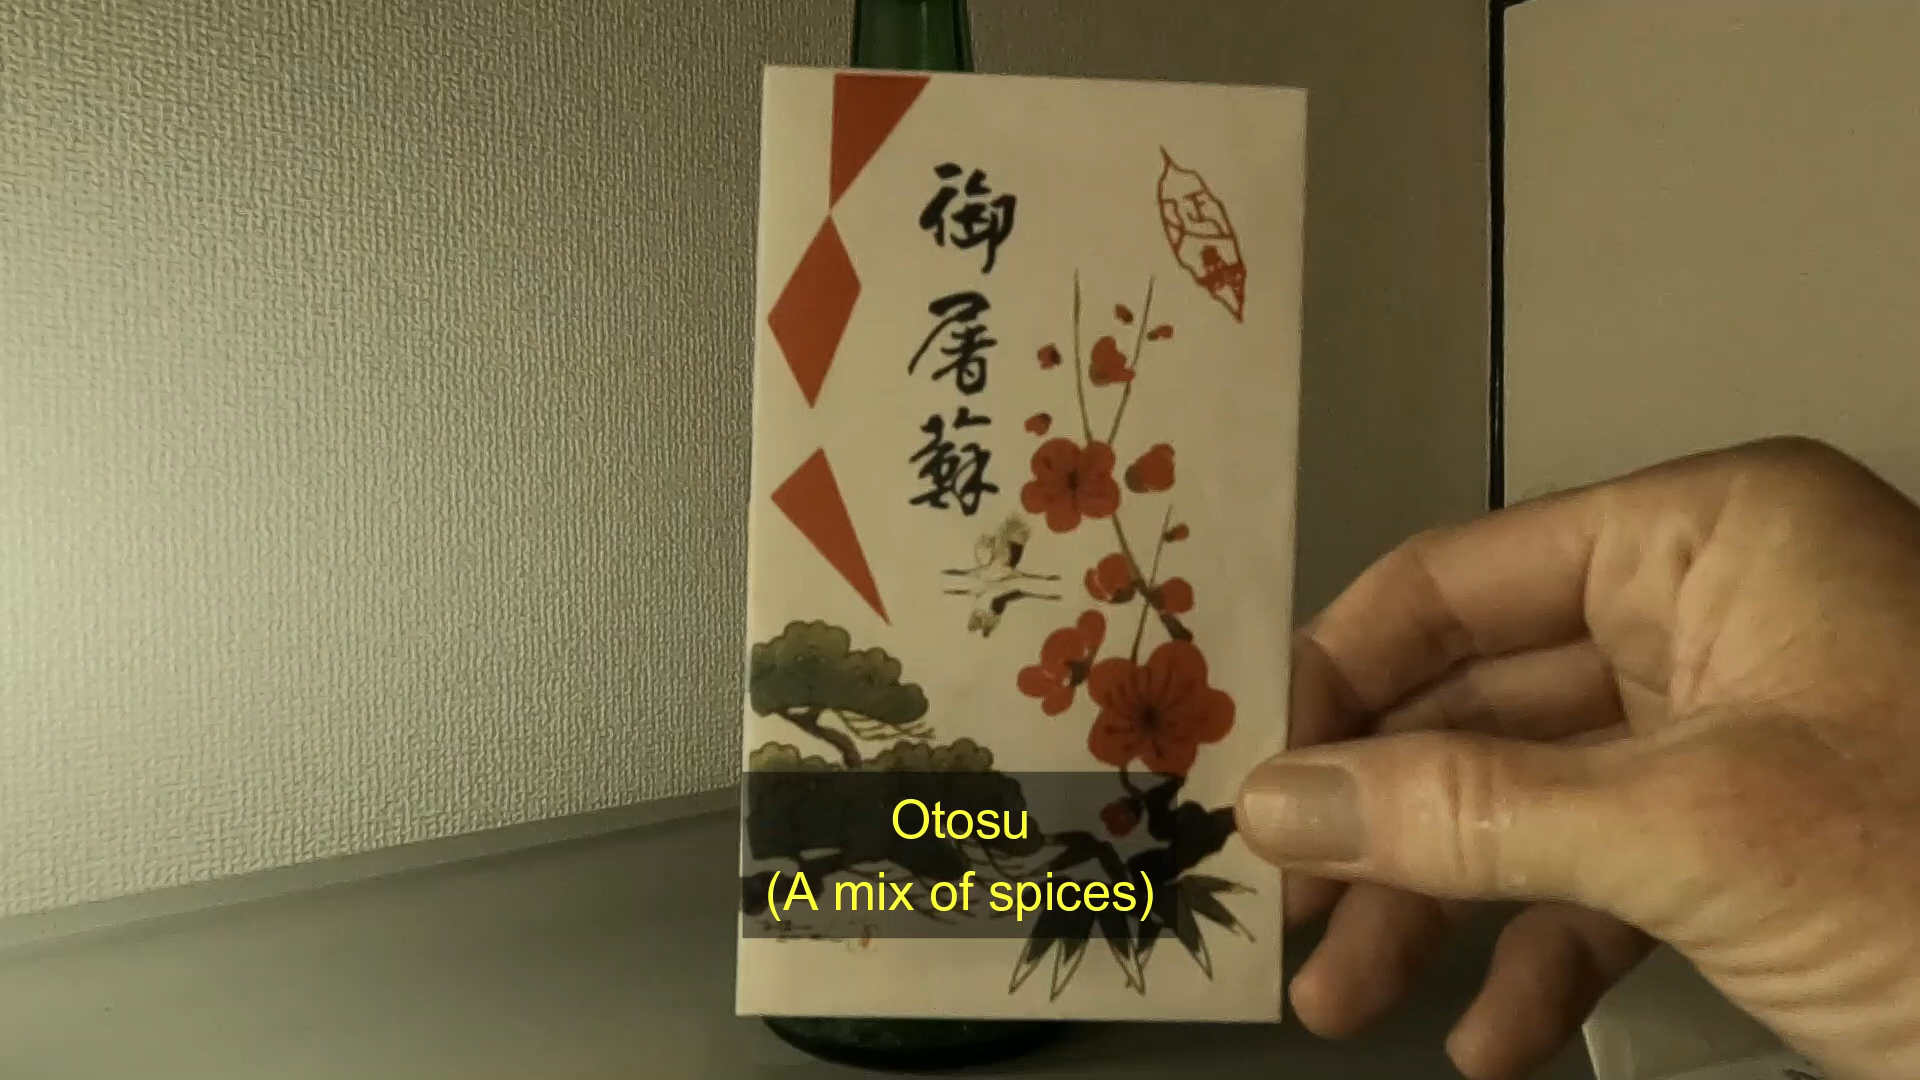 御屠蘇
Otosu
(A mix of spices)